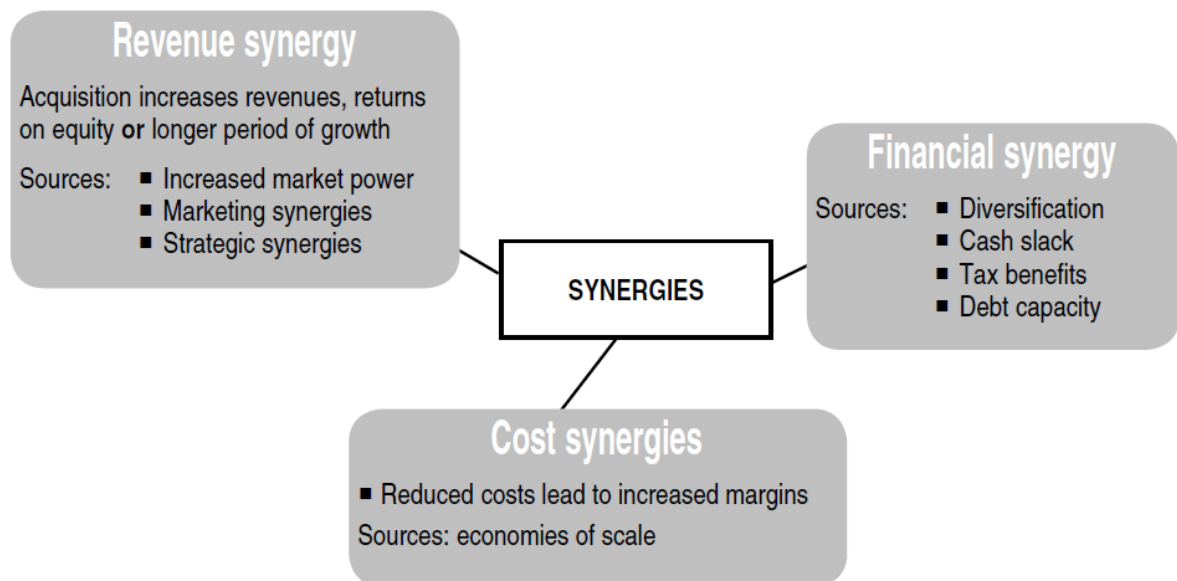 Revenue synergy
Acquisition increases revenues, returns
on equity or longer period of growth
Sources: ■ Increased market power
■ Marketing synergies
■ Strategic synergies
Financial synergy
Sources: ■ Diversification
■ Cash slack
■ Tax benefits
■ Debt capacity
SYNERGIES
Cost synergies
■ Reduced costs lead to increased margins
Sources: economies of scale